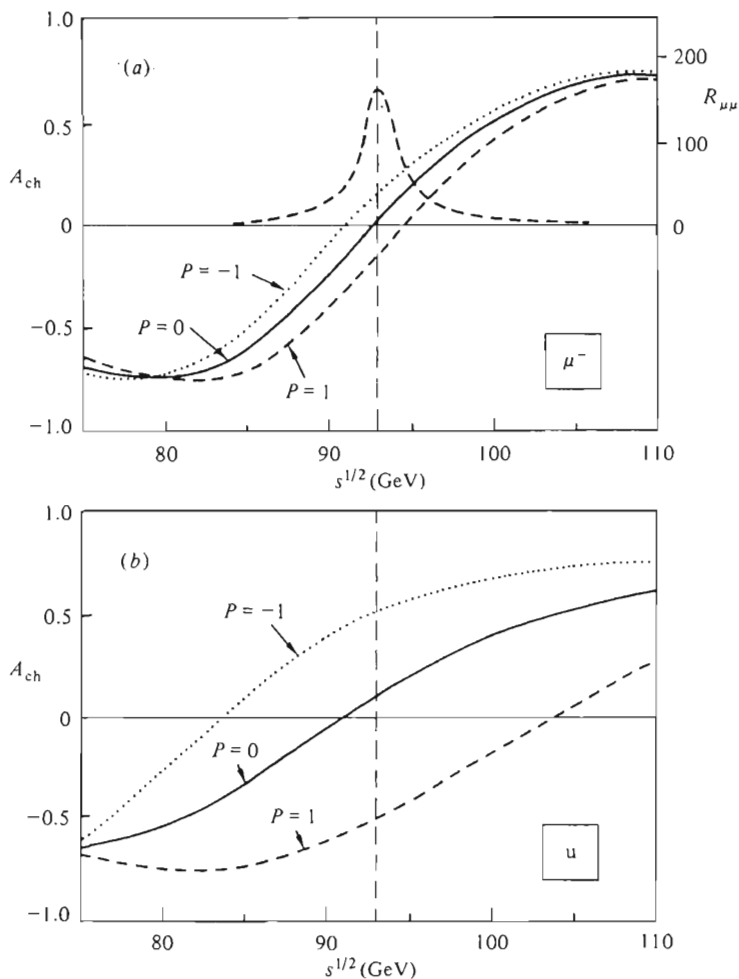 1.0
(a)
200
R_μμ
0.5
100
A_ch
0
0
P = −1
−0.5
P = 0
μ⁻
P = 1
−1.0
80
90
100
110
s^1/2 (GeV)
(b)
0.5
P = −1
A_ch
0
P = 0
−0.5
P = 1
u
−1.0
80
90
100
110
s^1/2 (GeV)